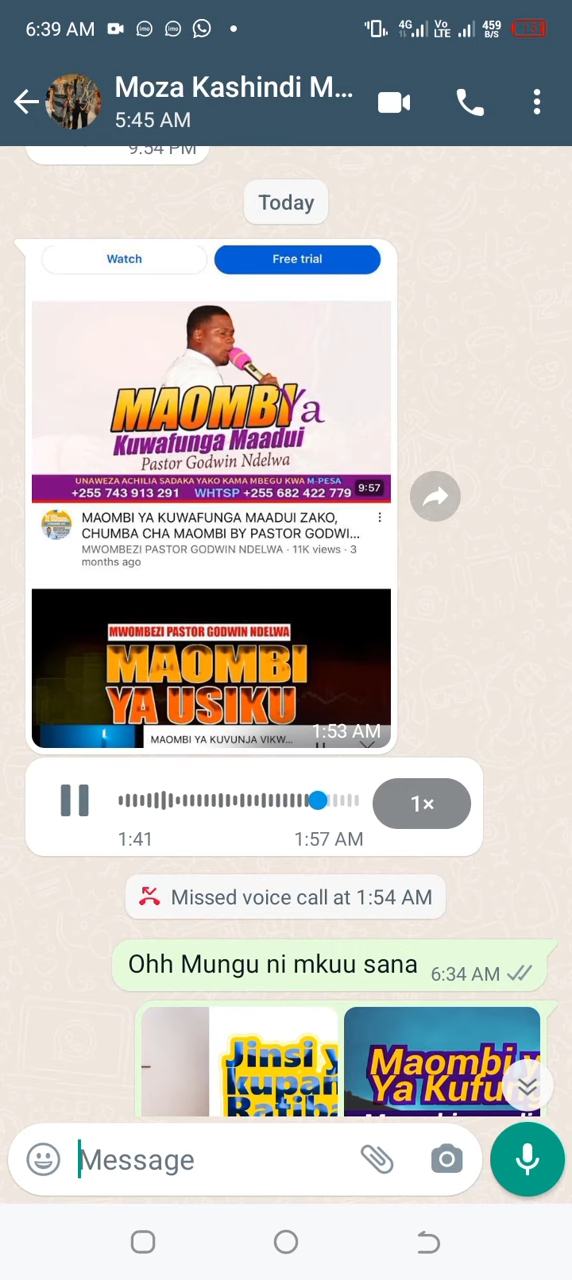 6:39 AM
4G
Vo
LTE
459
B/S
Moza Kashindi M...
5:45 AM
9:54 PM
Today
Watch
Free trial
MAOMBI Ya
Kuwafunga Maadui
Pastor Godwin Ndelwa
UNAWEZA ACHILIA SADAKA YAKO KAMA MBEGU KWA M-PESA
+255 743 913 291 WHTSP +255 682 422 779
9:57
MAOMBI YA KUWAFUNGA MAADUI ZAKO,
CHUMBA CHA MAOMBI BY PASTOR GODWI...
MWOMBEZI PASTOR GODWIN NDELWA · 11K views · 3
months ago
MWOMBEZI PASTOR GODWIN NDELWA
MAOMBI
YA USIKU
1:53 AM
MAOMBI YA KUVUNJA VIKW...
1×
1:41
1:57 AM
Missed voice call at 1:54 AM
Ohh Mungu ni mkuu sana
6:34 AM
Jinsi y
kupan
Ratiba
Maombi y
Ya Kufun
Message